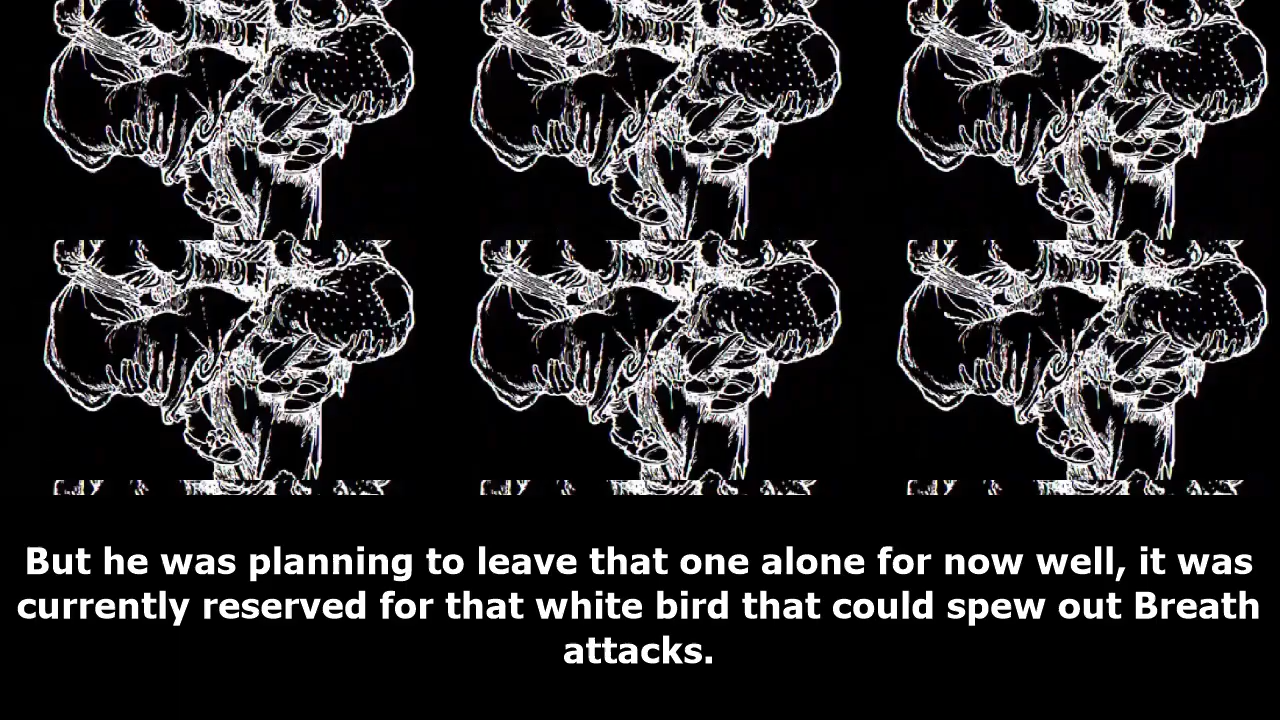 But he was planning to leave that one alone for now well, it was
currently reserved for that white bird that could spew out Breath
attacks.